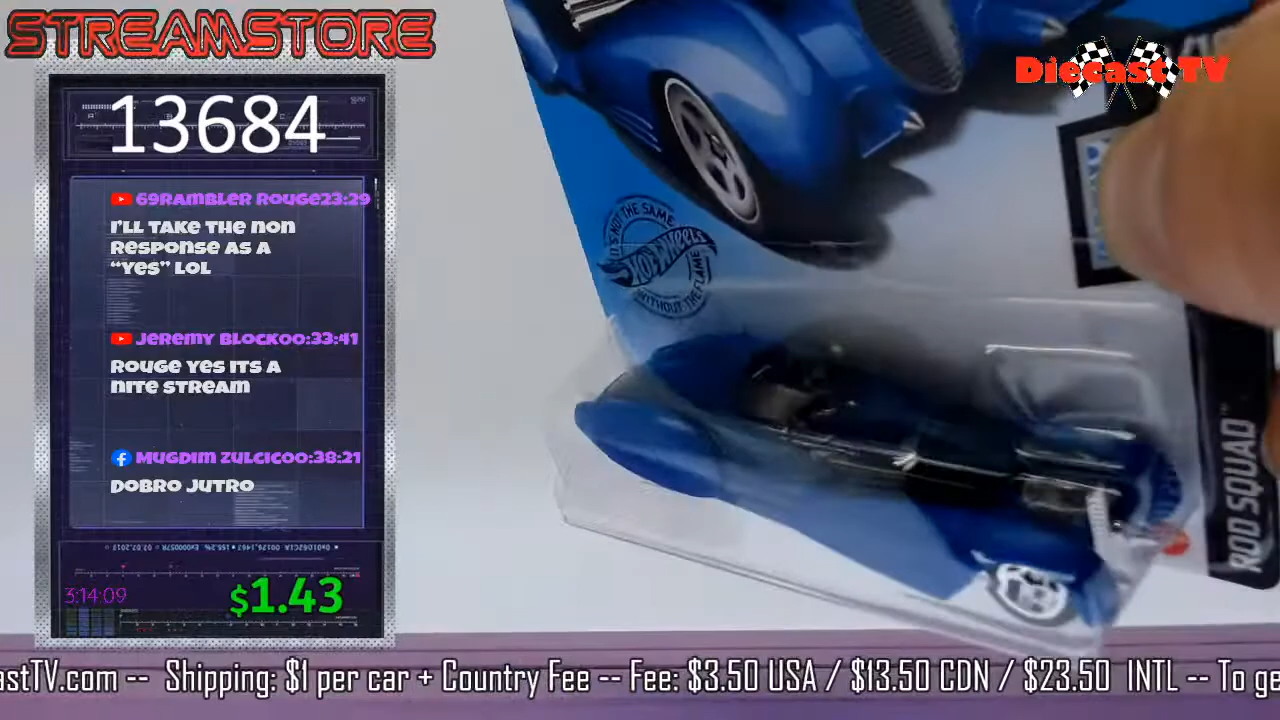 STREAMSTORE
Diecast TV
13684
69RAMBLER ROUGE23:29
I'LL TAKE THE NON
RESPONSE AS A
“YES” LOL
JEREMY BLOCK00:33:41
ROUGE YES ITS A
NITE STREAM
MUGDIM ZULCIC00:38:21
DOBRO JUTRO
3:14:09
$1.43
IT'S NOT THE SAME
HOT WHEELS
WITHOUT THE FLAME
ROD SQUAD
astTV.com -- Shipping: $1 per car + Country Fee -- Fee: $3.50 USA / $13.50 CDN / $23.50 INTL -- To ge